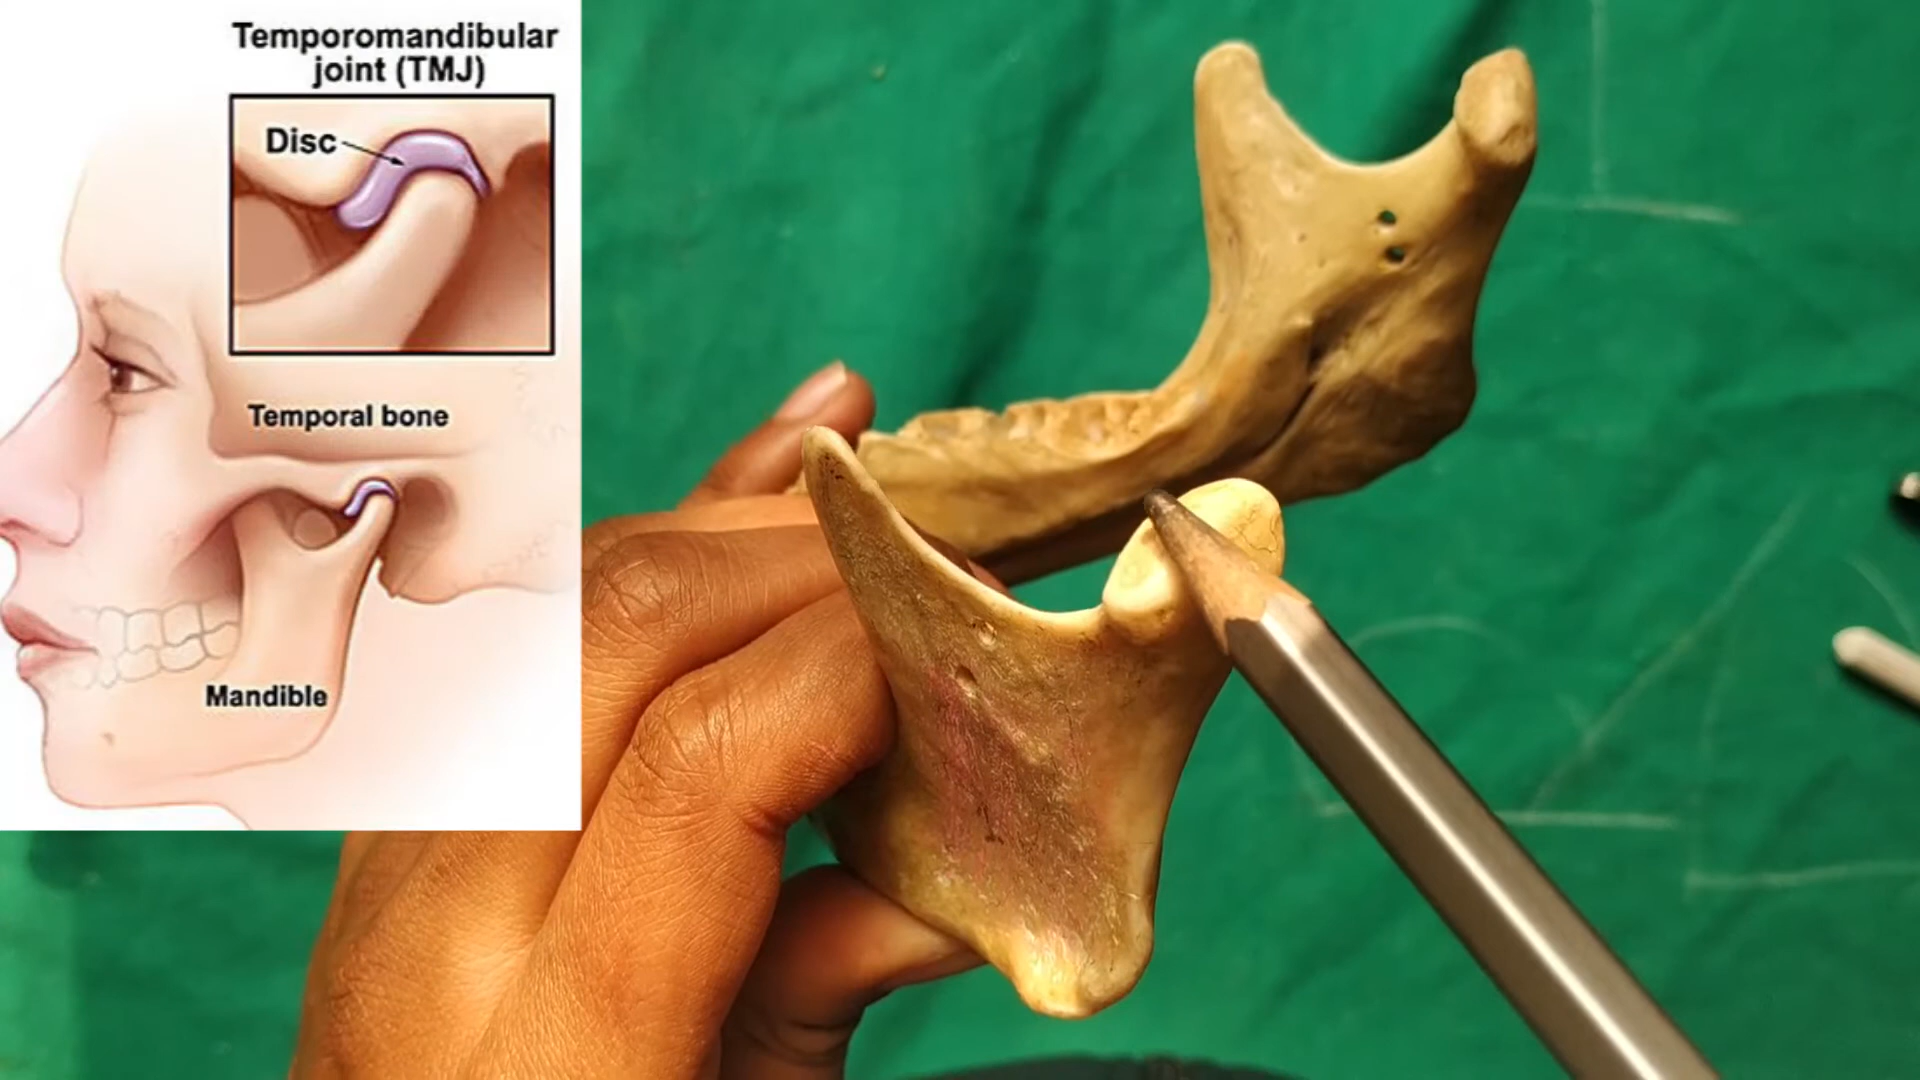 Temporomandibular
joint (TMJ)
Disc
Temporal bone
Mandible